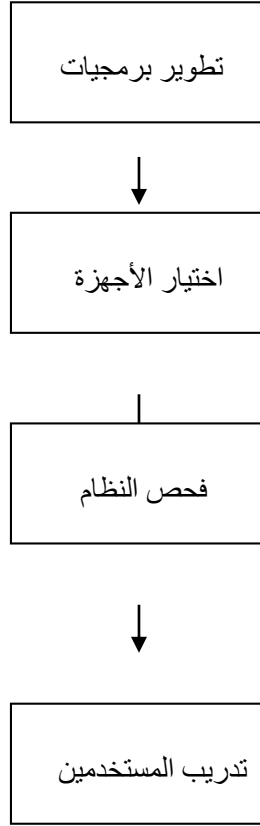 تطوير برمجيات
اختيار الأجهزة
فحص النظام
تدريب المستخدمين